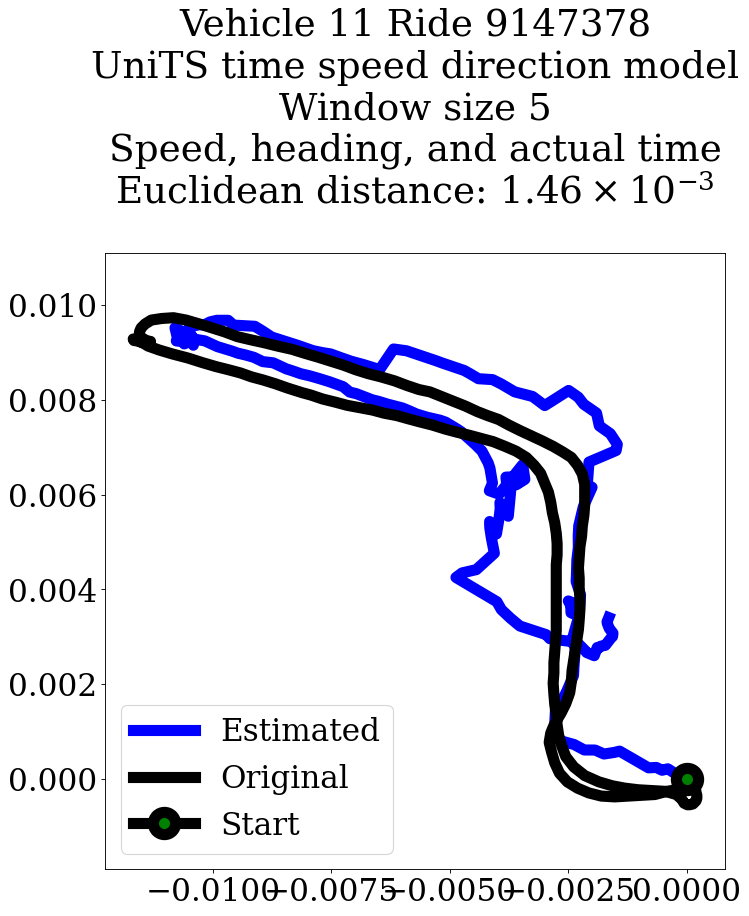 Vehicle 11 Ride 9147378
UniTS time speed direction model
Window size 5
Speed, heading, and actual time
Euclidean distance: 1.46 × 10⁻³
0.010
0.008
0.006
0.004
0.002
0.000
Estimated
Original
Start
−0.0100 −0.0075 −0.0050 −0.0025 0.0000